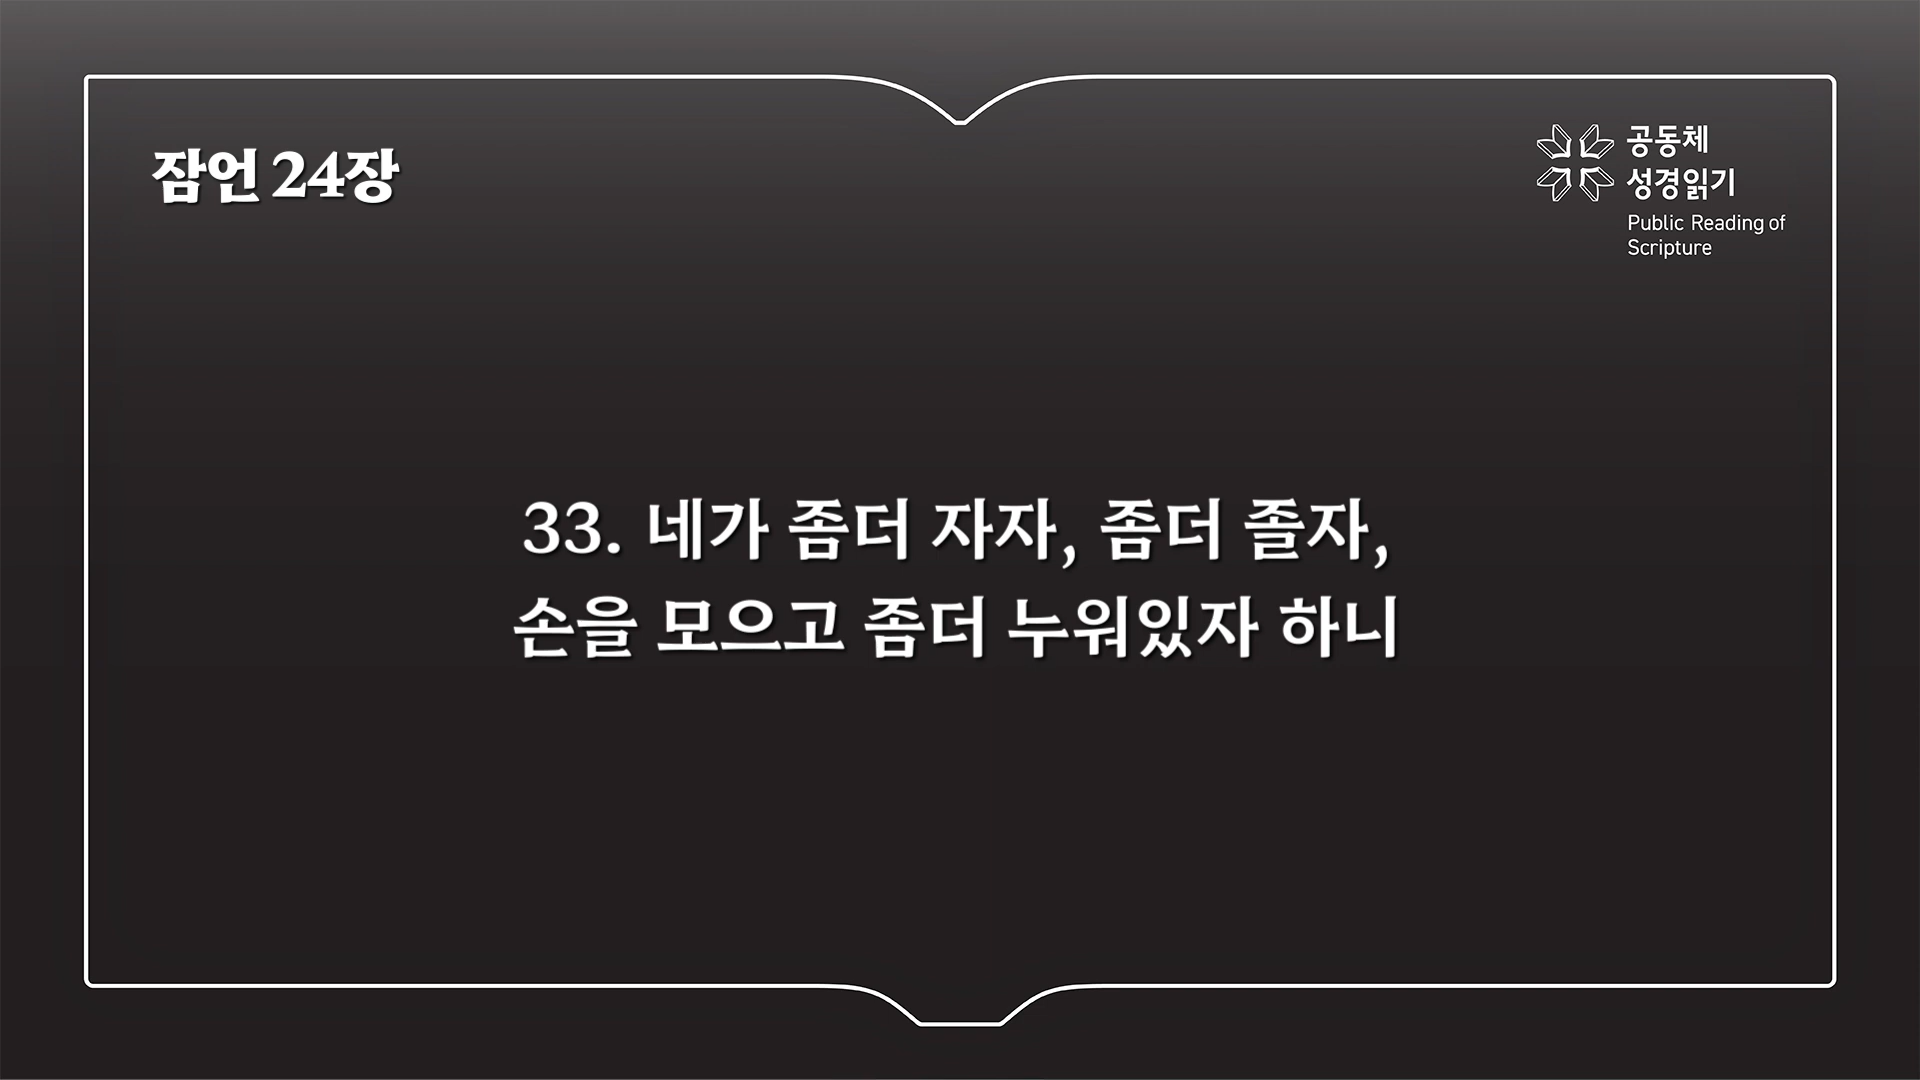 잠언 24장
공동체
성경읽기
Public Reading of
Scripture
33. 네가 좀더 자자, 좀더 졸자,
손을 모으고 좀더 누워있자 하니